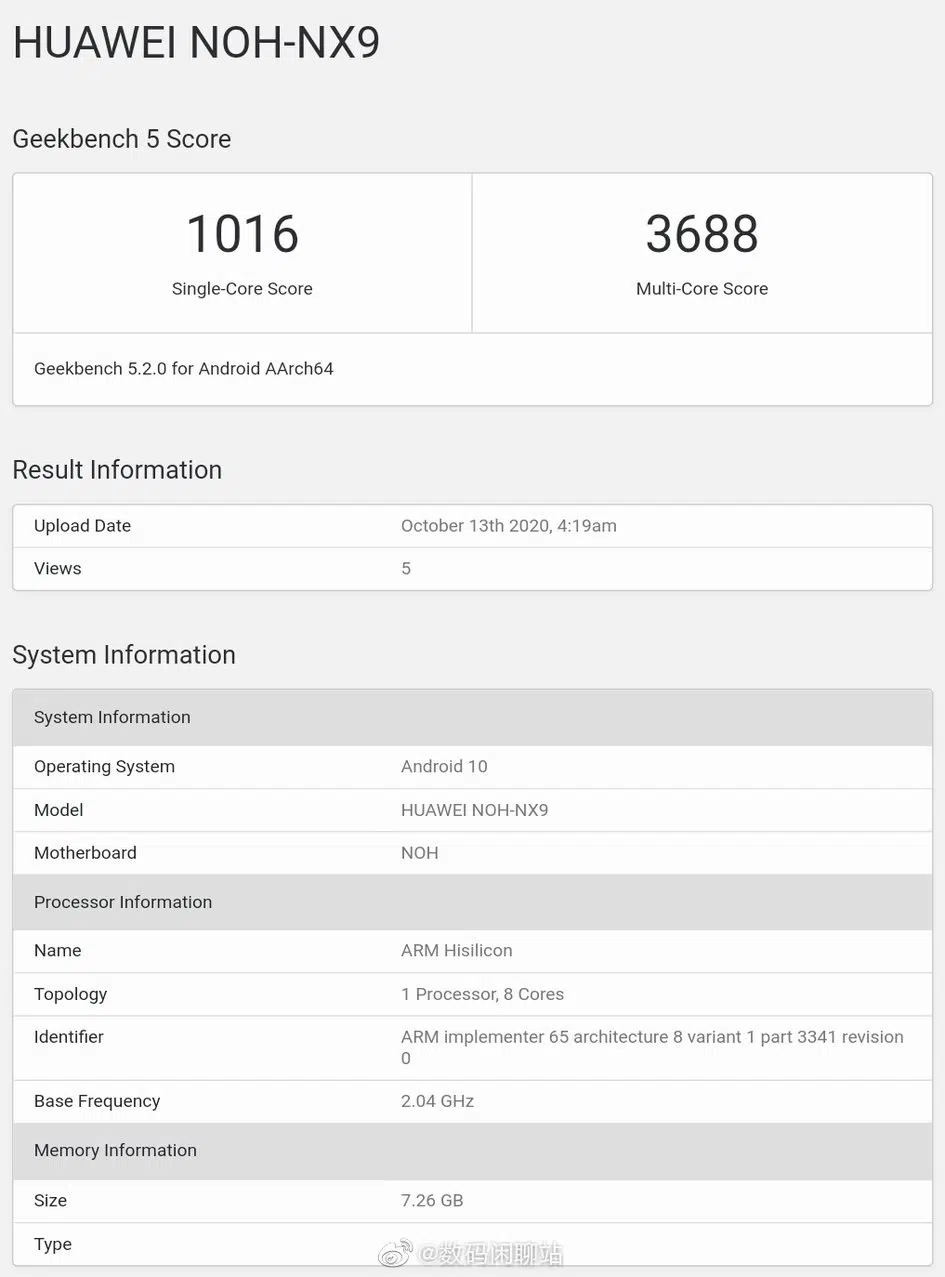 HUAWEI NOH-NX9
Geekbench 5 Score
1016
Single-Core Score
3688
Multi-Core Score
Geekbench 5.2.0 for Android AArch64
Result Information
Upload Date October 13th 2020, 4:19am
Views 5
System Information
System Information
Operating System Android 10
Model HUAWEI NOH-NX9
Motherboard NOH
Processor Information
Name ARM Hisilicon
Topology 1 Processor, 8 Cores
Identifier ARM implementer 65 architecture 8 variant 1 part 3341 revision
0
Base Frequency 2.04 GHz
Memory Information
Size 7.26 GB
Type
@数码闲聊站